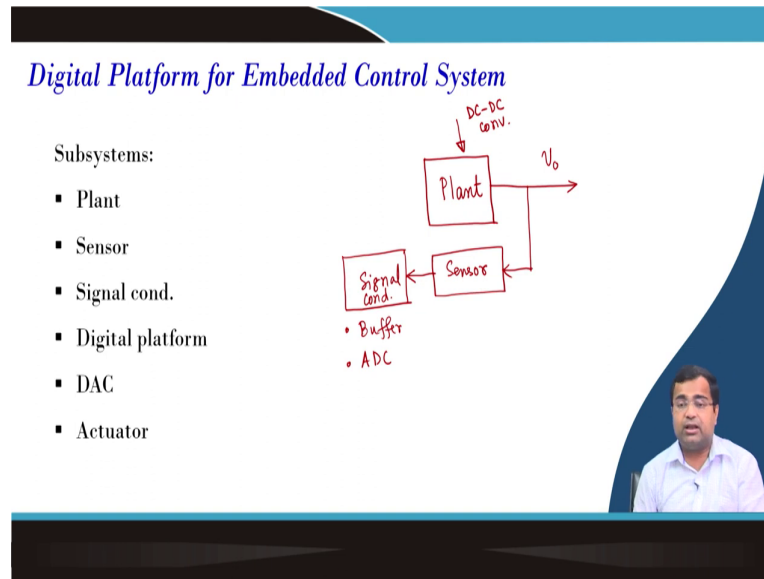 Digital Platform for Embedded Control System
Subsystems:
▪ Plant
▪ Sensor
▪ Signal cond.
▪ Digital platform
▪ DAC
▪ Actuator
DC-DC
conv.
Plant
V₀
Sensor
Signal
cond.
• Buffer
• ADC